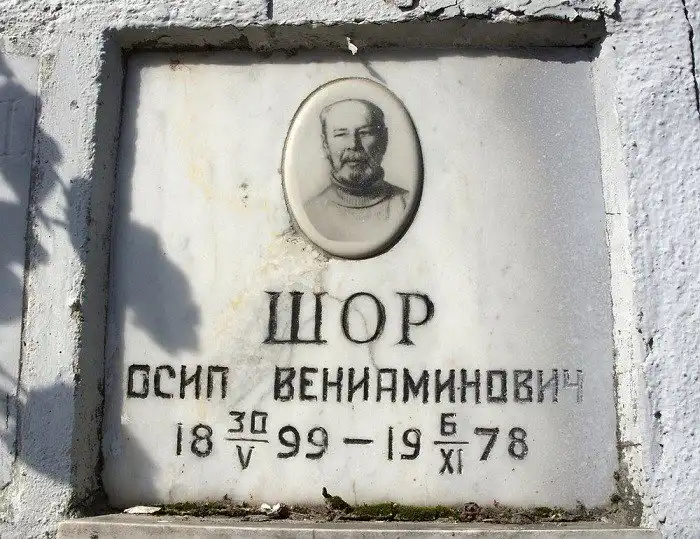 ШОР
ОСИП ВЕНИАМИНОВИЧ
18 30/V 99 – 19 6/XI 78